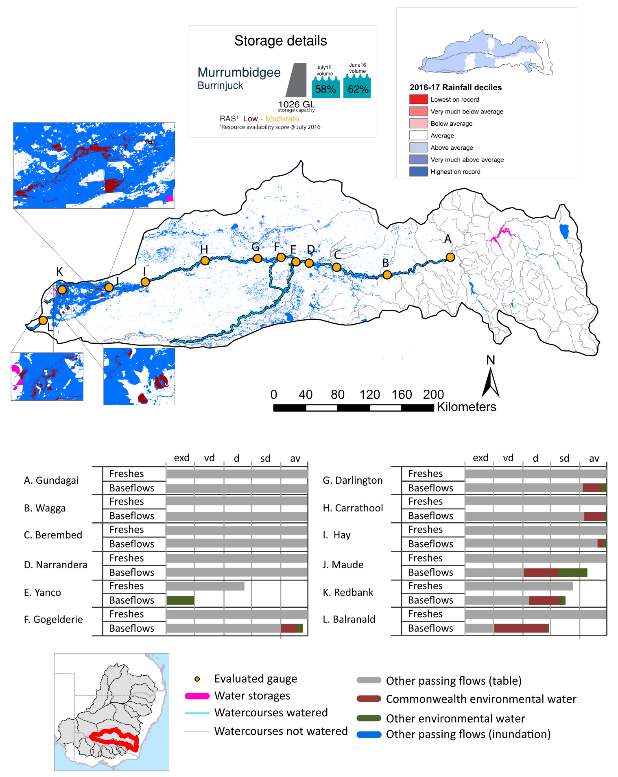 Storage details
Murrumbidgee
Burrinjuck
July15
volume
June16
volume
58%
62%
1026 GL
storage capacity
RAS¹ Low - Moderate
¹Resource availability score @July 2016
2016-17 Rainfall deciles
Lowest on record
Very much below average
Below average
Average
Above average
Very much above average
Highest on record
A
B
C
D
E
F
G
H
I
J
K
L
N
0 40 80 120 160 200
Kilometers
exd vd d sd av
A. Gundagai
Freshes
Baseflows
B. Wagga
Freshes
Baseflows
C. Berembed
Freshes
Baseflows
D. Narrandera
Freshes
Baseflows
E. Yanco
Freshes
Baseflows
F. Gogelderie
Freshes
Baseflows
exd vd d sd av
G. Darlington
Freshes
Baseflows
H. Carrathool
Freshes
Baseflows
I. Hay
Freshes
Baseflows
J. Maude
Freshes
Baseflows
K. Redbank
Freshes
Baseflows
L. Balranald
Freshes
Baseflows
Evaluated gauge
Water storages
Watercourses watered
Watercourses not watered
Other passing flows (table)
Commonwealth environmental water
Other environmental water
Other passing flows (inundation)